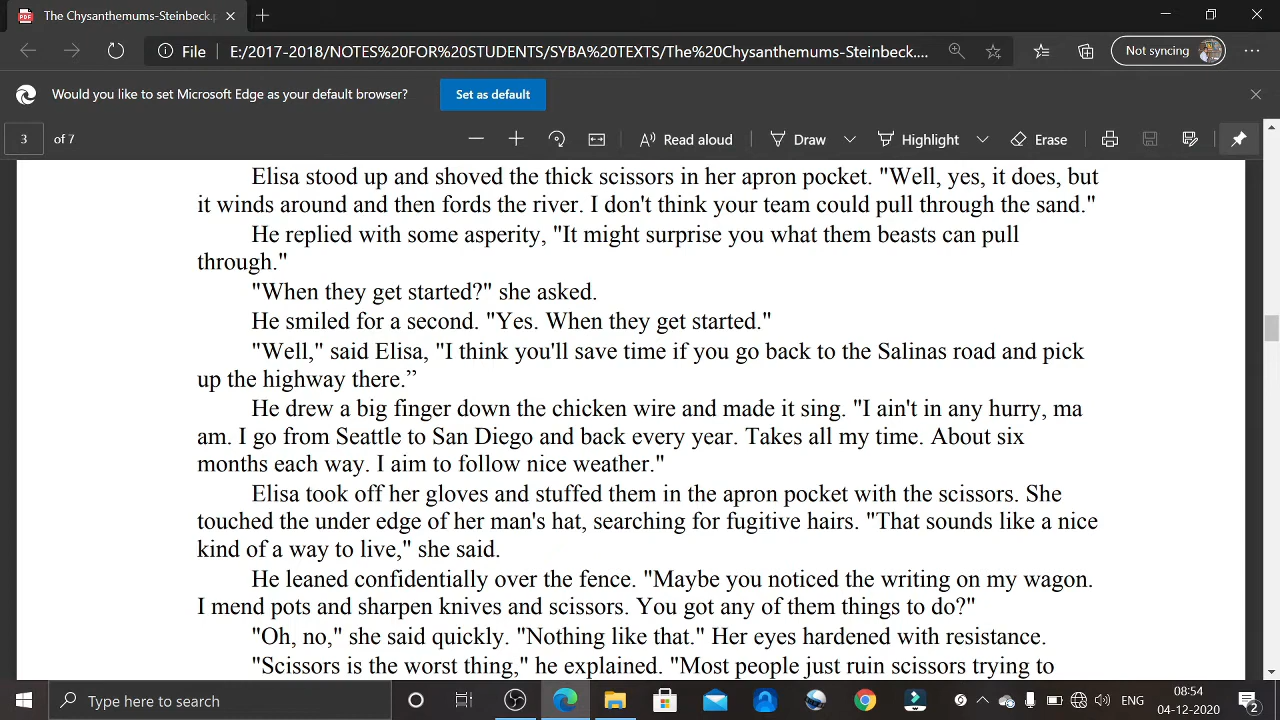 The Chysanthemums-Steinbeck.p
File E:/2017-2018/NOTES%20FOR%20STUDENTS/SYBA%20TEXTS/The%20Chysanthemums-Steinbeck.... Not syncing
Would you like to set Microsoft Edge as your default browser? Set as default
3 of 7 Read aloud Draw Highlight Erase
Elisa stood up and shoved the thick scissors in her apron pocket. "Well, yes, it does, but
it winds around and then fords the river. I don't think your team could pull through the sand."
He replied with some asperity, "It might surprise you what them beasts can pull
through."
"When they get started?" she asked.
He smiled for a second. "Yes. When they get started."
"Well," said Elisa, "I think you'll save time if you go back to the Salinas road and pick
up the highway there.”
He drew a big finger down the chicken wire and made it sing. "I ain't in any hurry, ma
am. I go from Seattle to San Diego and back every year. Takes all my time. About six
months each way. I aim to follow nice weather."
Elisa took off her gloves and stuffed them in the apron pocket with the scissors. She
touched the under edge of her man's hat, searching for fugitive hairs. "That sounds like a nice
kind of a way to live," she said.
He leaned confidentially over the fence. "Maybe you noticed the writing on my wagon.
I mend pots and sharpen knives and scissors. You got any of them things to do?"
"Oh, no," she said quickly. "Nothing like that." Her eyes hardened with resistance.
"Scissors is the worst thing," he explained. "Most people just ruin scissors trying to
Type here to search ENG 08:54
04-12-2020 2